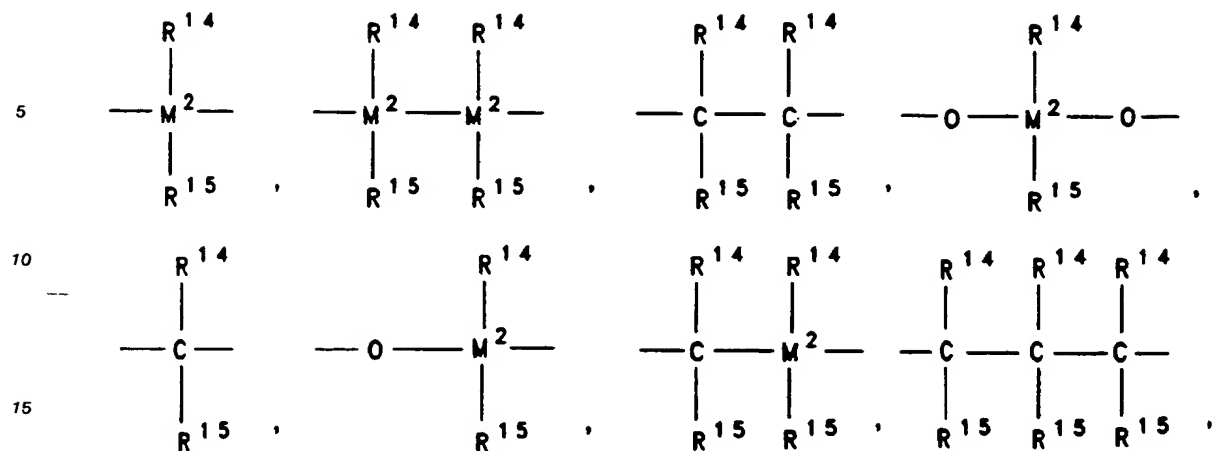 R¹⁴ R¹⁴ R¹⁴ R¹⁴ R¹⁴ R¹⁴
5 —M²— —M²—M²— —C—C— —O—M²—O—
R¹⁵ , R¹⁵ R¹⁵ , R¹⁵ R¹⁵ , R¹⁵ ,
10 R¹⁴ R¹⁴ R¹⁴ R¹⁴ R¹⁴ R¹⁴ R¹⁴
—C— —O—M²— —C—M²— —C—C—C—
15 R¹⁵ , R¹⁵ , R¹⁵ R¹⁵ , R¹⁵ R¹⁵ R¹⁵ ,